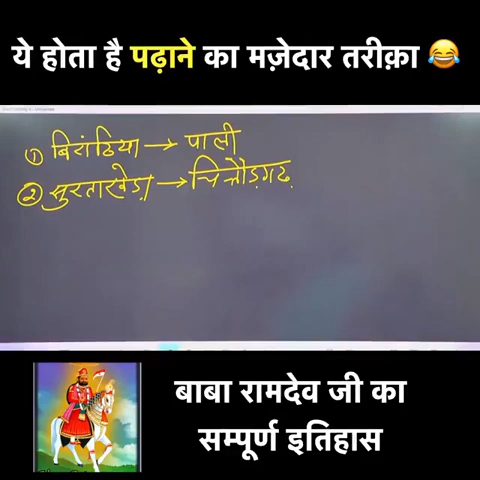 ये होता है पढ़ाने का मज़ेदार तरीक़ा 😂
① बिरांठिया → पाली
② सुरताखेड़ा → चित्तौड़गढ़
बाबा रामदेव जी का
सम्पूर्ण इतिहास